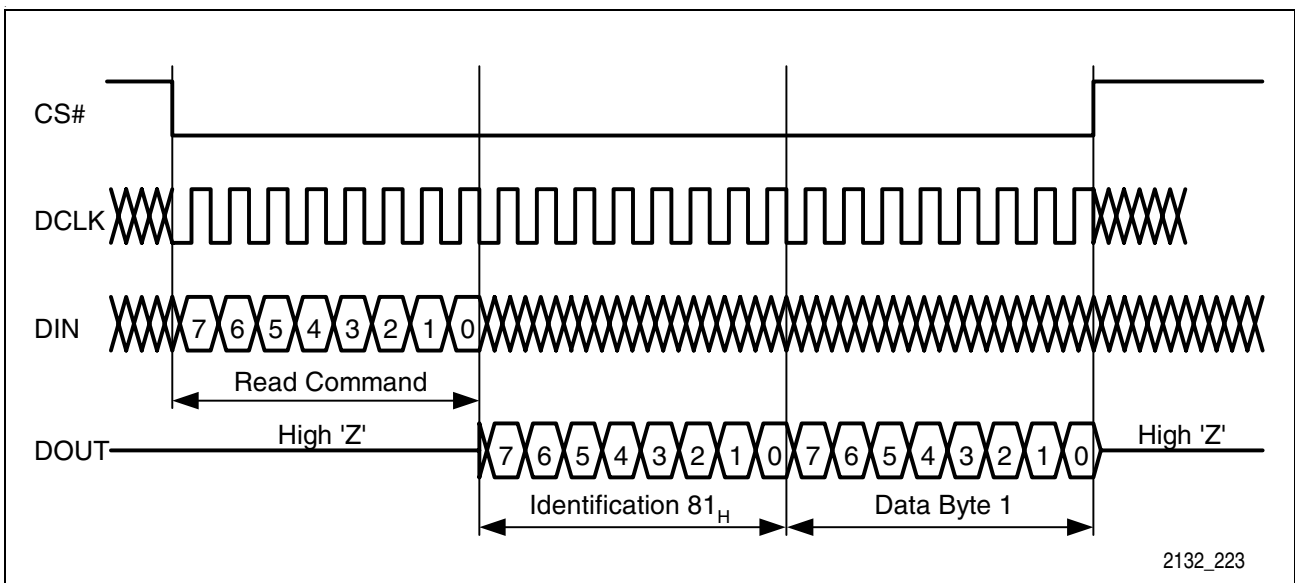 CS#
DCLK
DIN 7 6 5 4 3 2 1 0
Read Command
DOUT High 'Z' 7 6 5 4 3 2 1 0 7 6 5 4 3 2 1 0 High 'Z'
Identification 81H Data Byte 1
2132_223